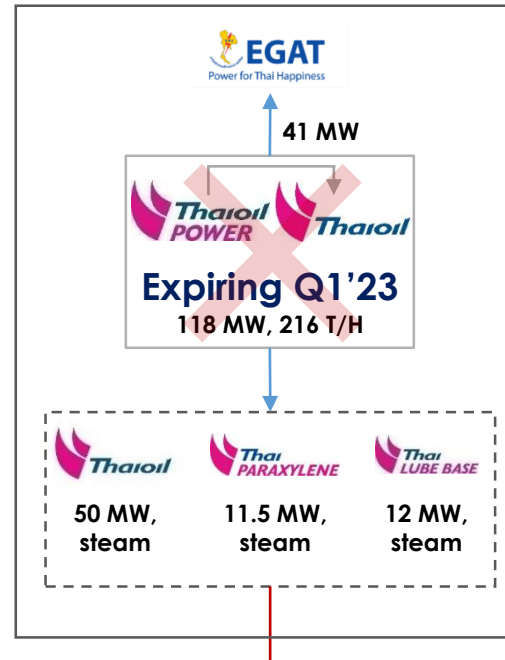 EGAT
Power for Thai Happiness
41 MW
Thaioil
POWER
Thaioil
Expiring Q1’23
118 MW, 216 T/H
Thaioil
Thai
PARAXYLENE
Thai
LUBE BASE
50 MW,
steam
11.5 MW,
steam
12 MW,
steam